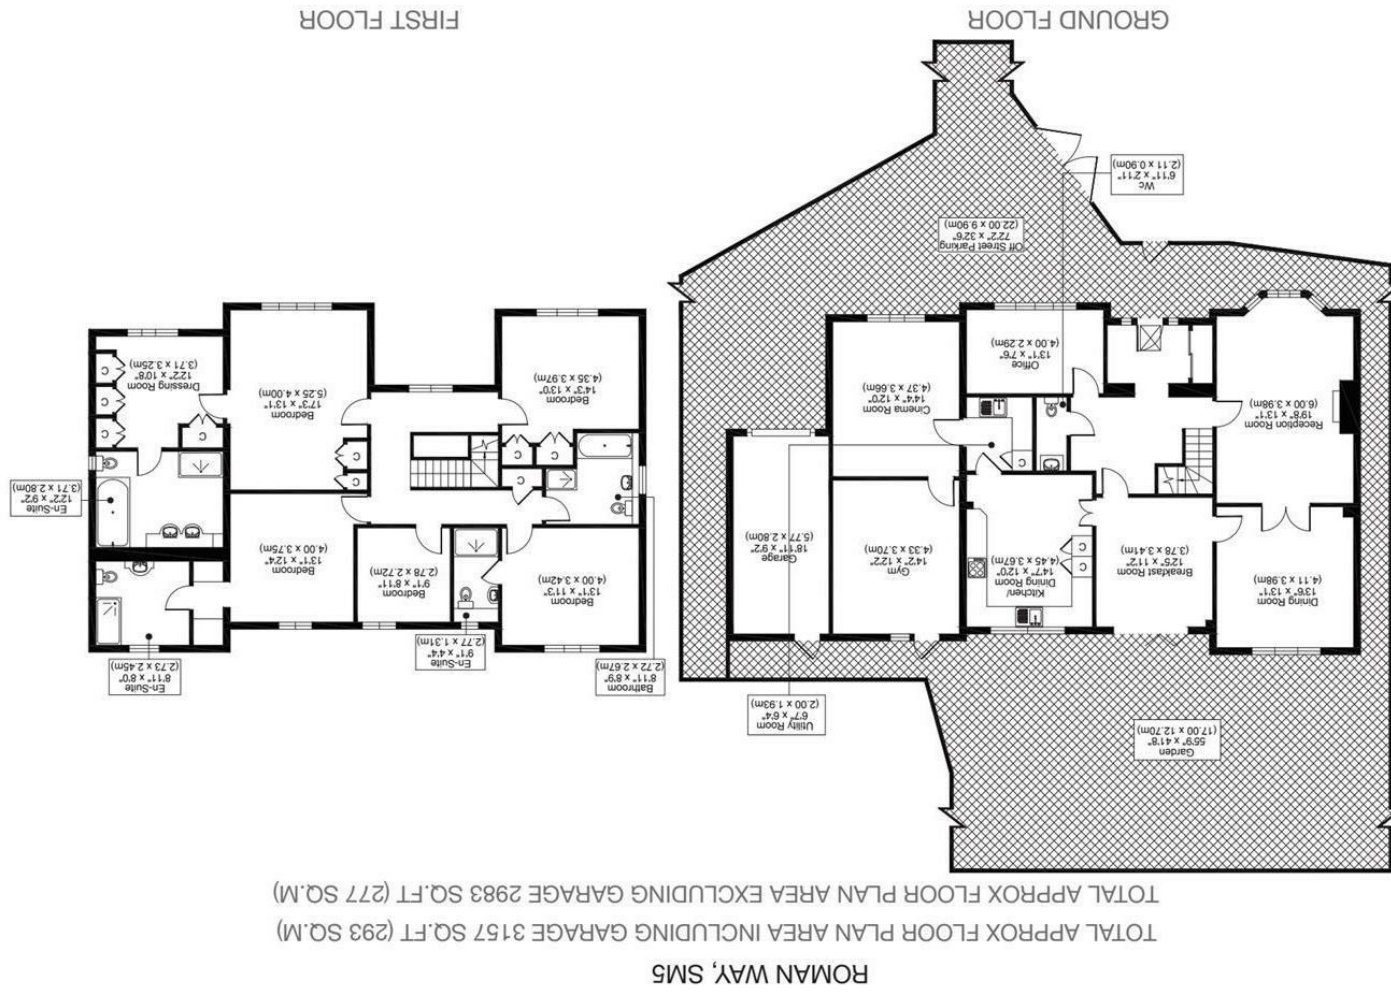 ROMAN WAY, SM5
TOTAL APPROX FLOOR PLAN AREA INCLUDING GARAGE 3157 SQ.FT (293 SQ.M)
TOTAL APPROX FLOOR PLAN AREA EXCLUDING GARAGE 2983 SQ.FT (277 SQ.M)
Garden
55'9" x 41'8"
(17.00 x 12.70m)
Utility Room
6'7" x 6'4"
(2.00 x 1.93m)
Dining Room
13'6" x 13'1"
(4.11 x 3.98m)
Breakfast Room
12'5" x 11'2"
(3.78 x 3.41m)
Kitchen/
Dining Room
14'7" x 12'0"
(4.45 x 3.67m)
C
C
Gym
14'2" x 12'2"
(4.33 x 3.70m)
Garage
18'11" x 9'2"
(5.77 x 2.80m)
Reception Room
19'8" x 13'1"
(6.00 x 3.98m)
C
Cinema Room
14'4" x 12'0"
(4.37 x 3.66m)
Office
13'1" x 7'6"
(4.00 x 2.29m)
Off Street Parking
72'2" x 32'6"
(22.00 x 9.90m)
Wc
6'11" x 2'11"
(2.11 x 0.90m)
GROUND FLOOR
Bathroom
8'11" x 8'9"
(2.72 x 2.67m)
En-Suite
9'1" x 4'4"
(2.77 x 1.31m)
En-Suite
8'11" x 8'0"
(2.73 x 2.45m)
Bedroom
13'1" x 11'3"
(4.00 x 3.42m)
Bedroom
9'1" x 8'11"
(2.78 x 2.72m)
Bedroom
13'1" x 12'4"
(4.00 x 3.75m)
En-Suite
12'2" x 9'2"
(3.71 x 2.80m)
C
C
C
C
C
Bedroom
14'3" x 13'0"
(4.35 x 3.97m)
Bedroom
17'3" x 13'1"
(5.25 x 4.00m)
C
C
C
C
Dressing Room
12'2" x 10'8"
(3.71 x 3.25m)
FIRST FLOOR